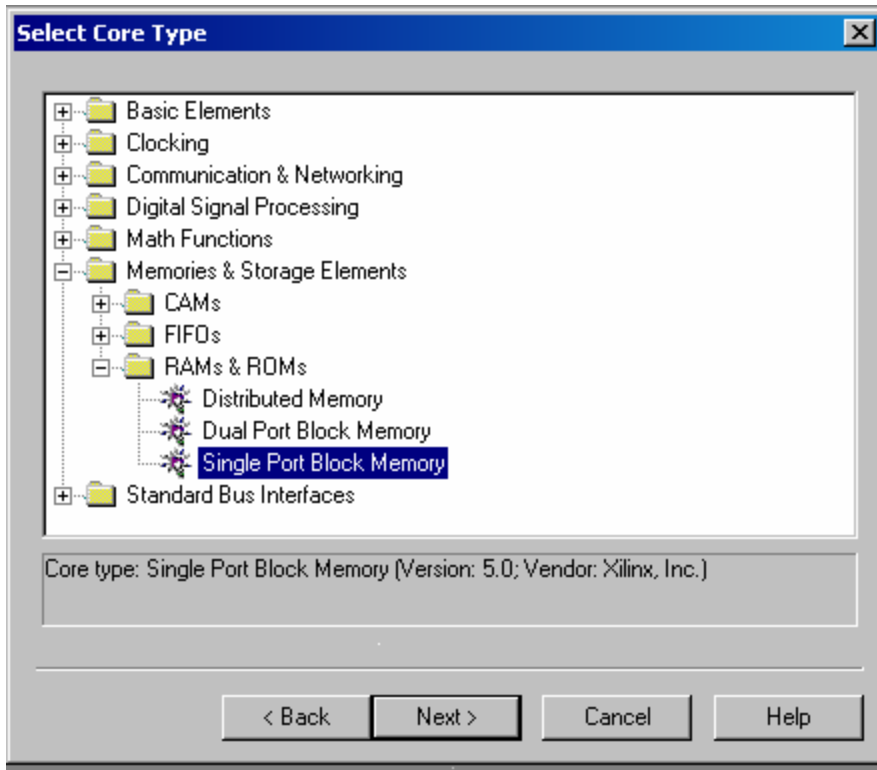 Select Core Type
Basic Elements
Clocking
Communication & Networking
Digital Signal Processing
Math Functions
Memories & Storage Elements
CAMs
FIFOs
RAMs & ROMs
Distributed Memory
Dual Port Block Memory
Single Port Block Memory
Standard Bus Interfaces
Core type: Single Port Block Memory (Version: 5.0; Vendor: Xilinx, Inc.)
< Back Next > Cancel Help